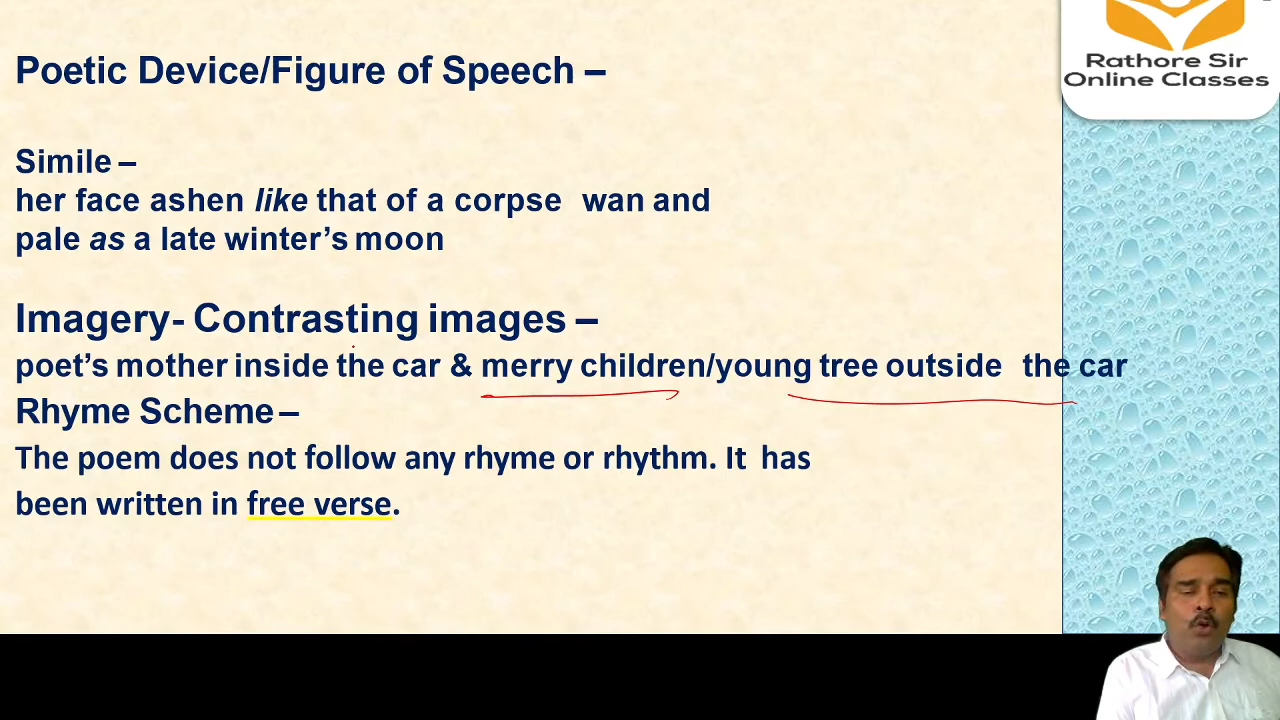 Rathore Sir
Online Classes
Poetic Device/Figure of Speech –
Simile –
her face ashen like that of a corpse wan and
pale as a late winter’s moon
Imagery- Contrasting images –
poet’s mother inside the car & merry children/young tree outside the car
Rhyme Scheme –
The poem does not follow any rhyme or rhythm. It has
been written in free verse.